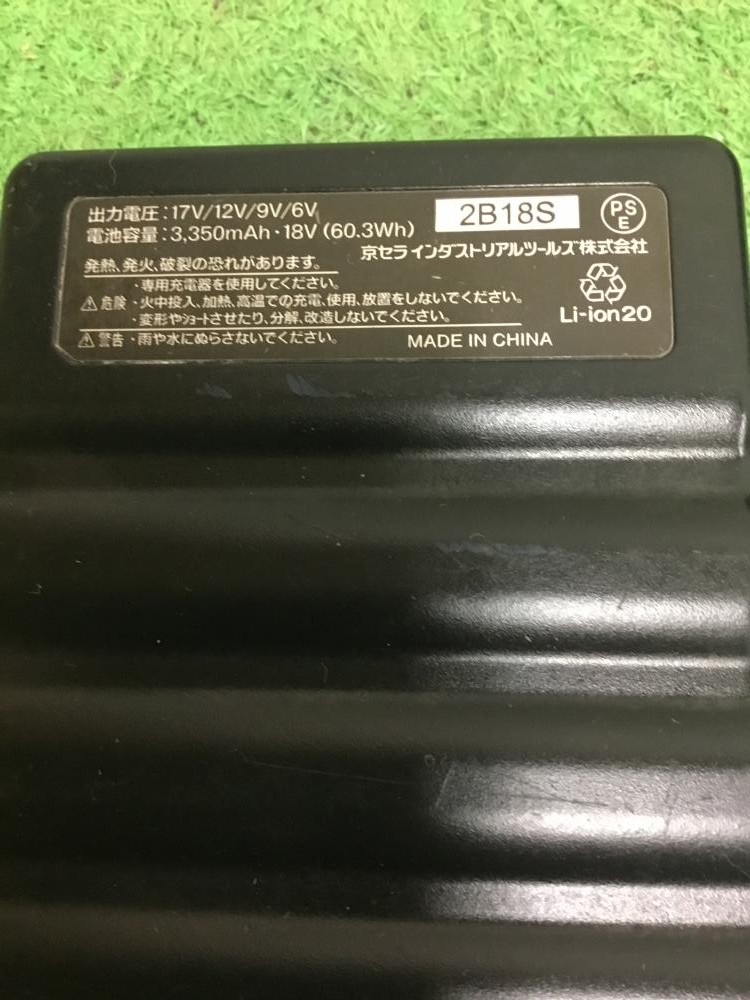 出力電圧:17V/12V/9V/6V
2B18S
PS
E
電池容量:3,350mAh・18V(60.3Wh)
京セラインダストリアルツールズ株式会社
発熱、発火、破裂の恐れがあります。
・専用充電器を使用してください。
⚠危険・火中投入、加熱、高温での充電、使用、放置をしないでください。
・変形やショートさせたり、分解、改造しないでください。
Li-ion20
⚠警告・雨や水にぬらさないでください。
MADE IN CHINA